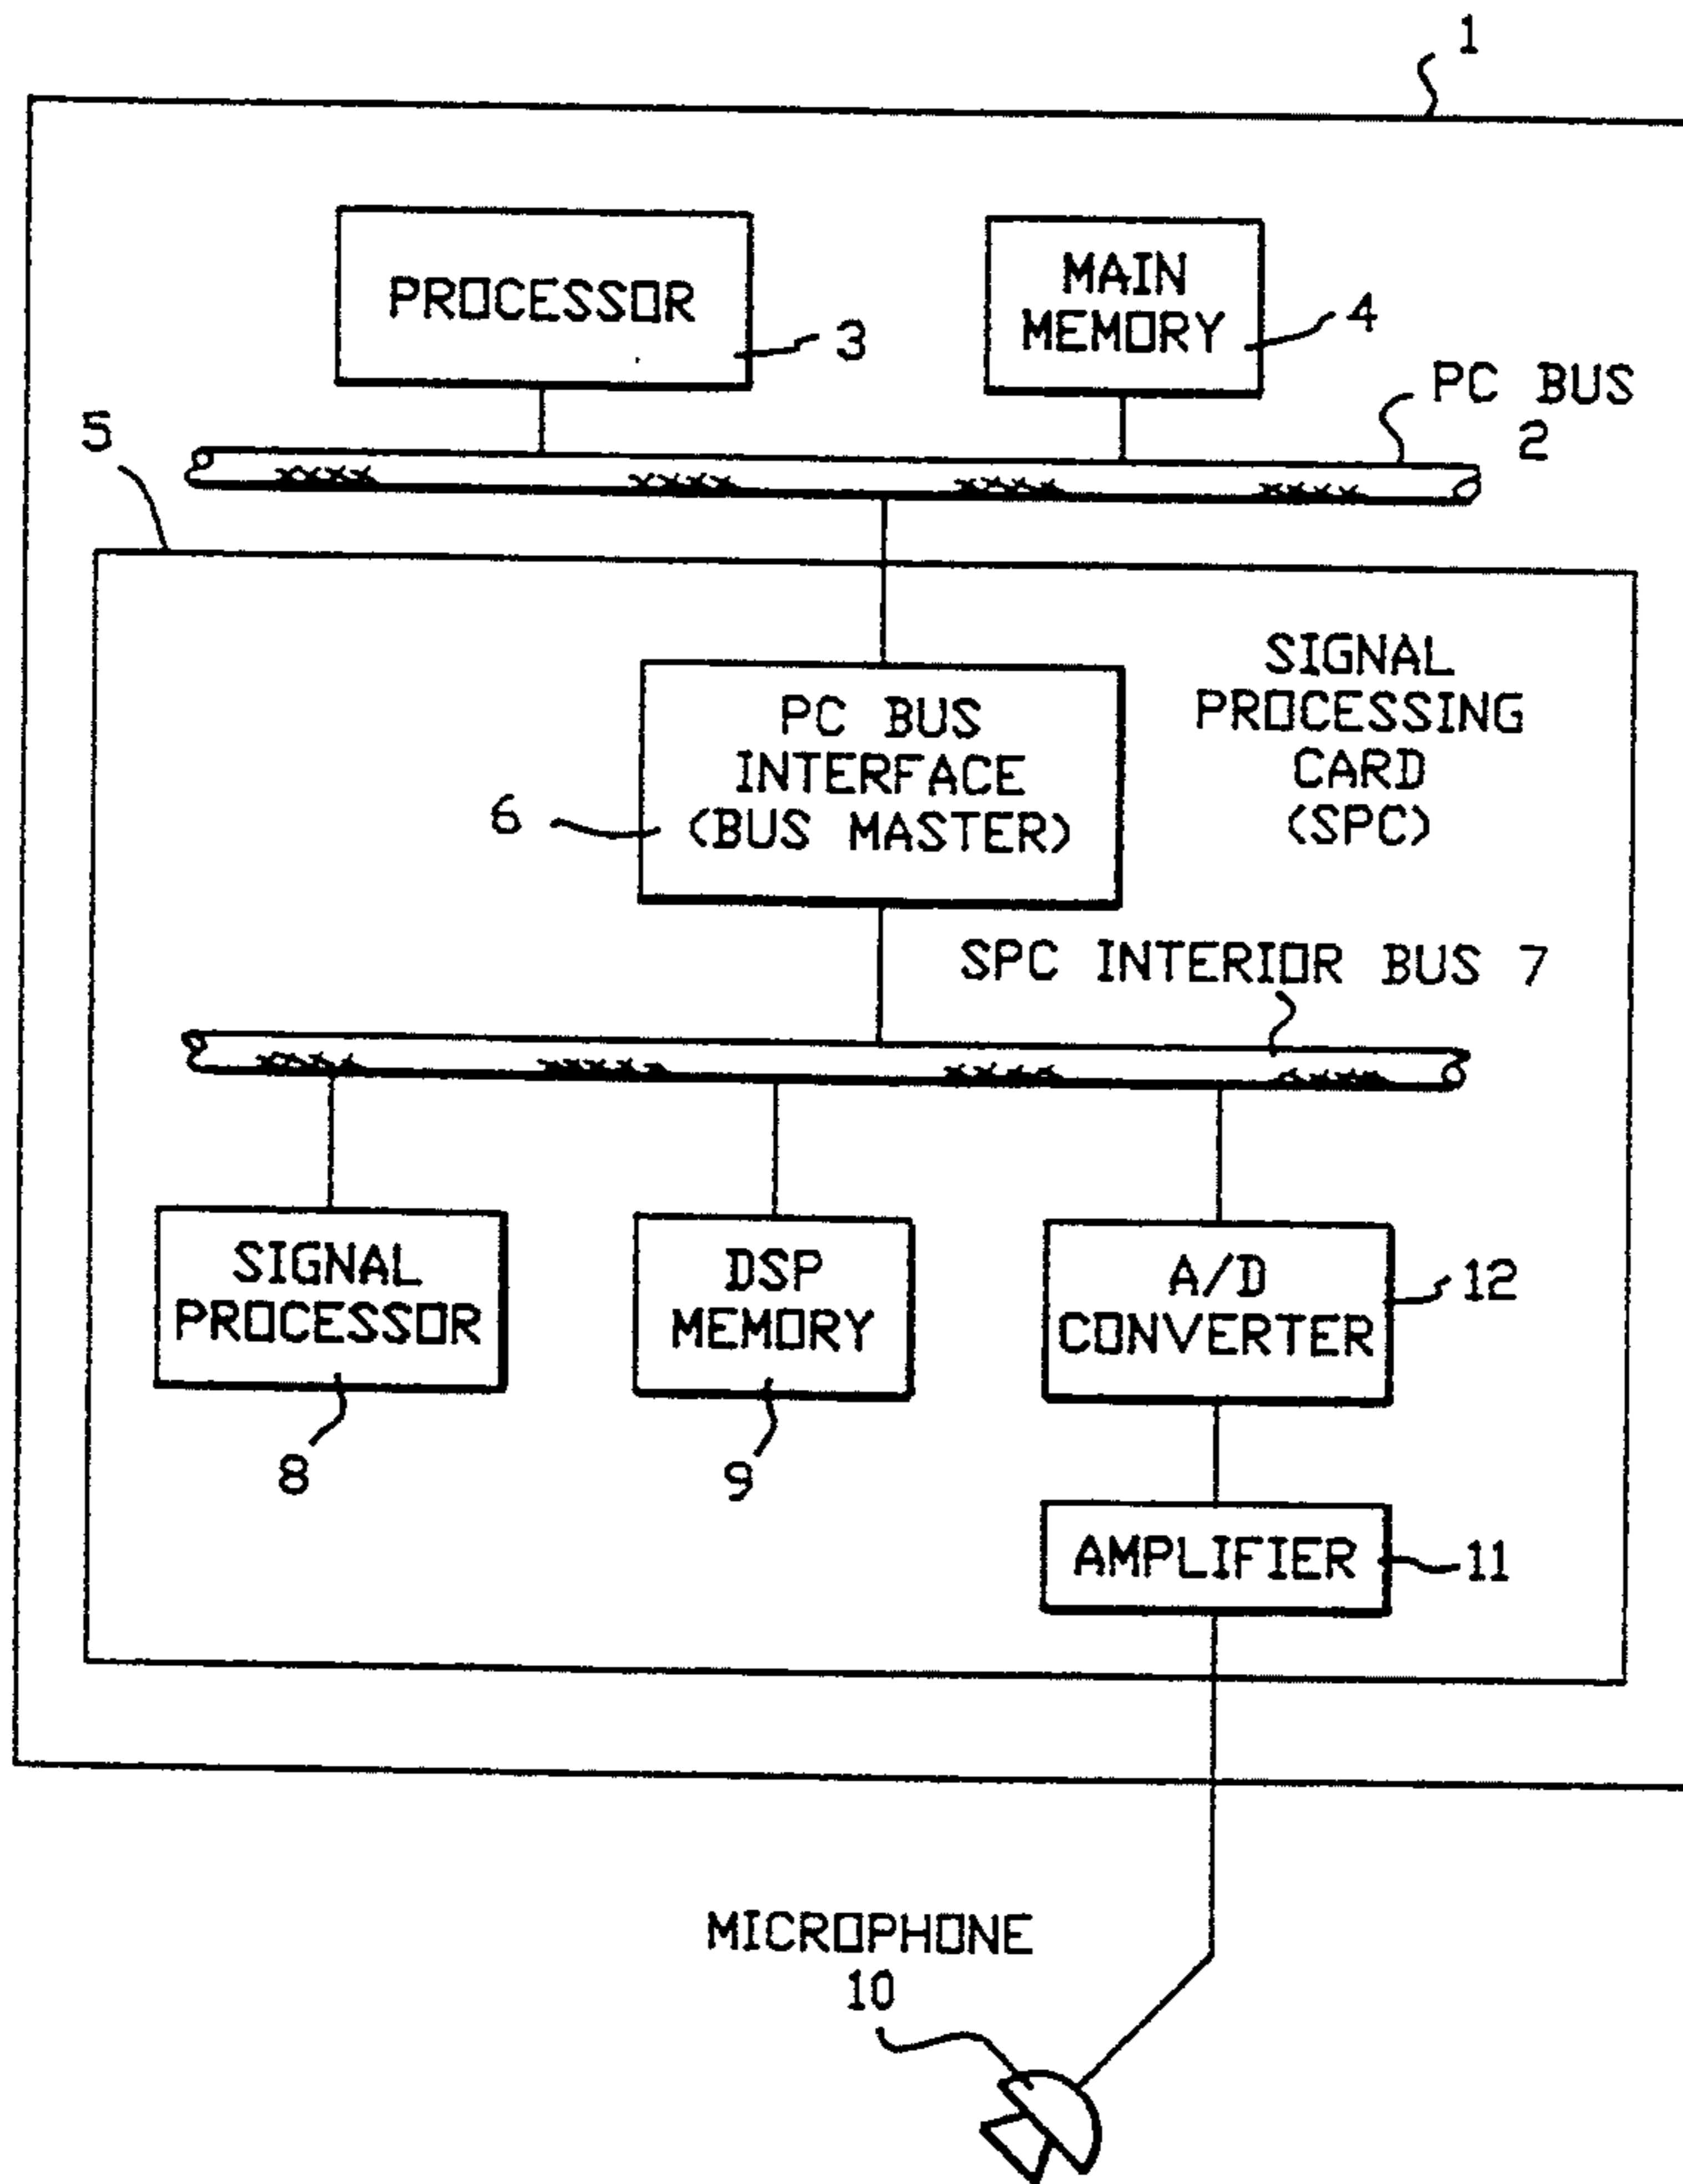 1
PROCESSOR
3
MAIN
MEMORY
4
PC BUS
2
5
SIGNAL
PROCESSING
CARD
(SPC)
PC BUS
INTERFACE
(BUS MASTER)
6
SPC INTERIOR BUS 7
SIGNAL
PROCESSOR
8
DSP
MEMORY
9
A/D
CONVERTER
12
AMPLIFIER
11
MICROPHONE
10